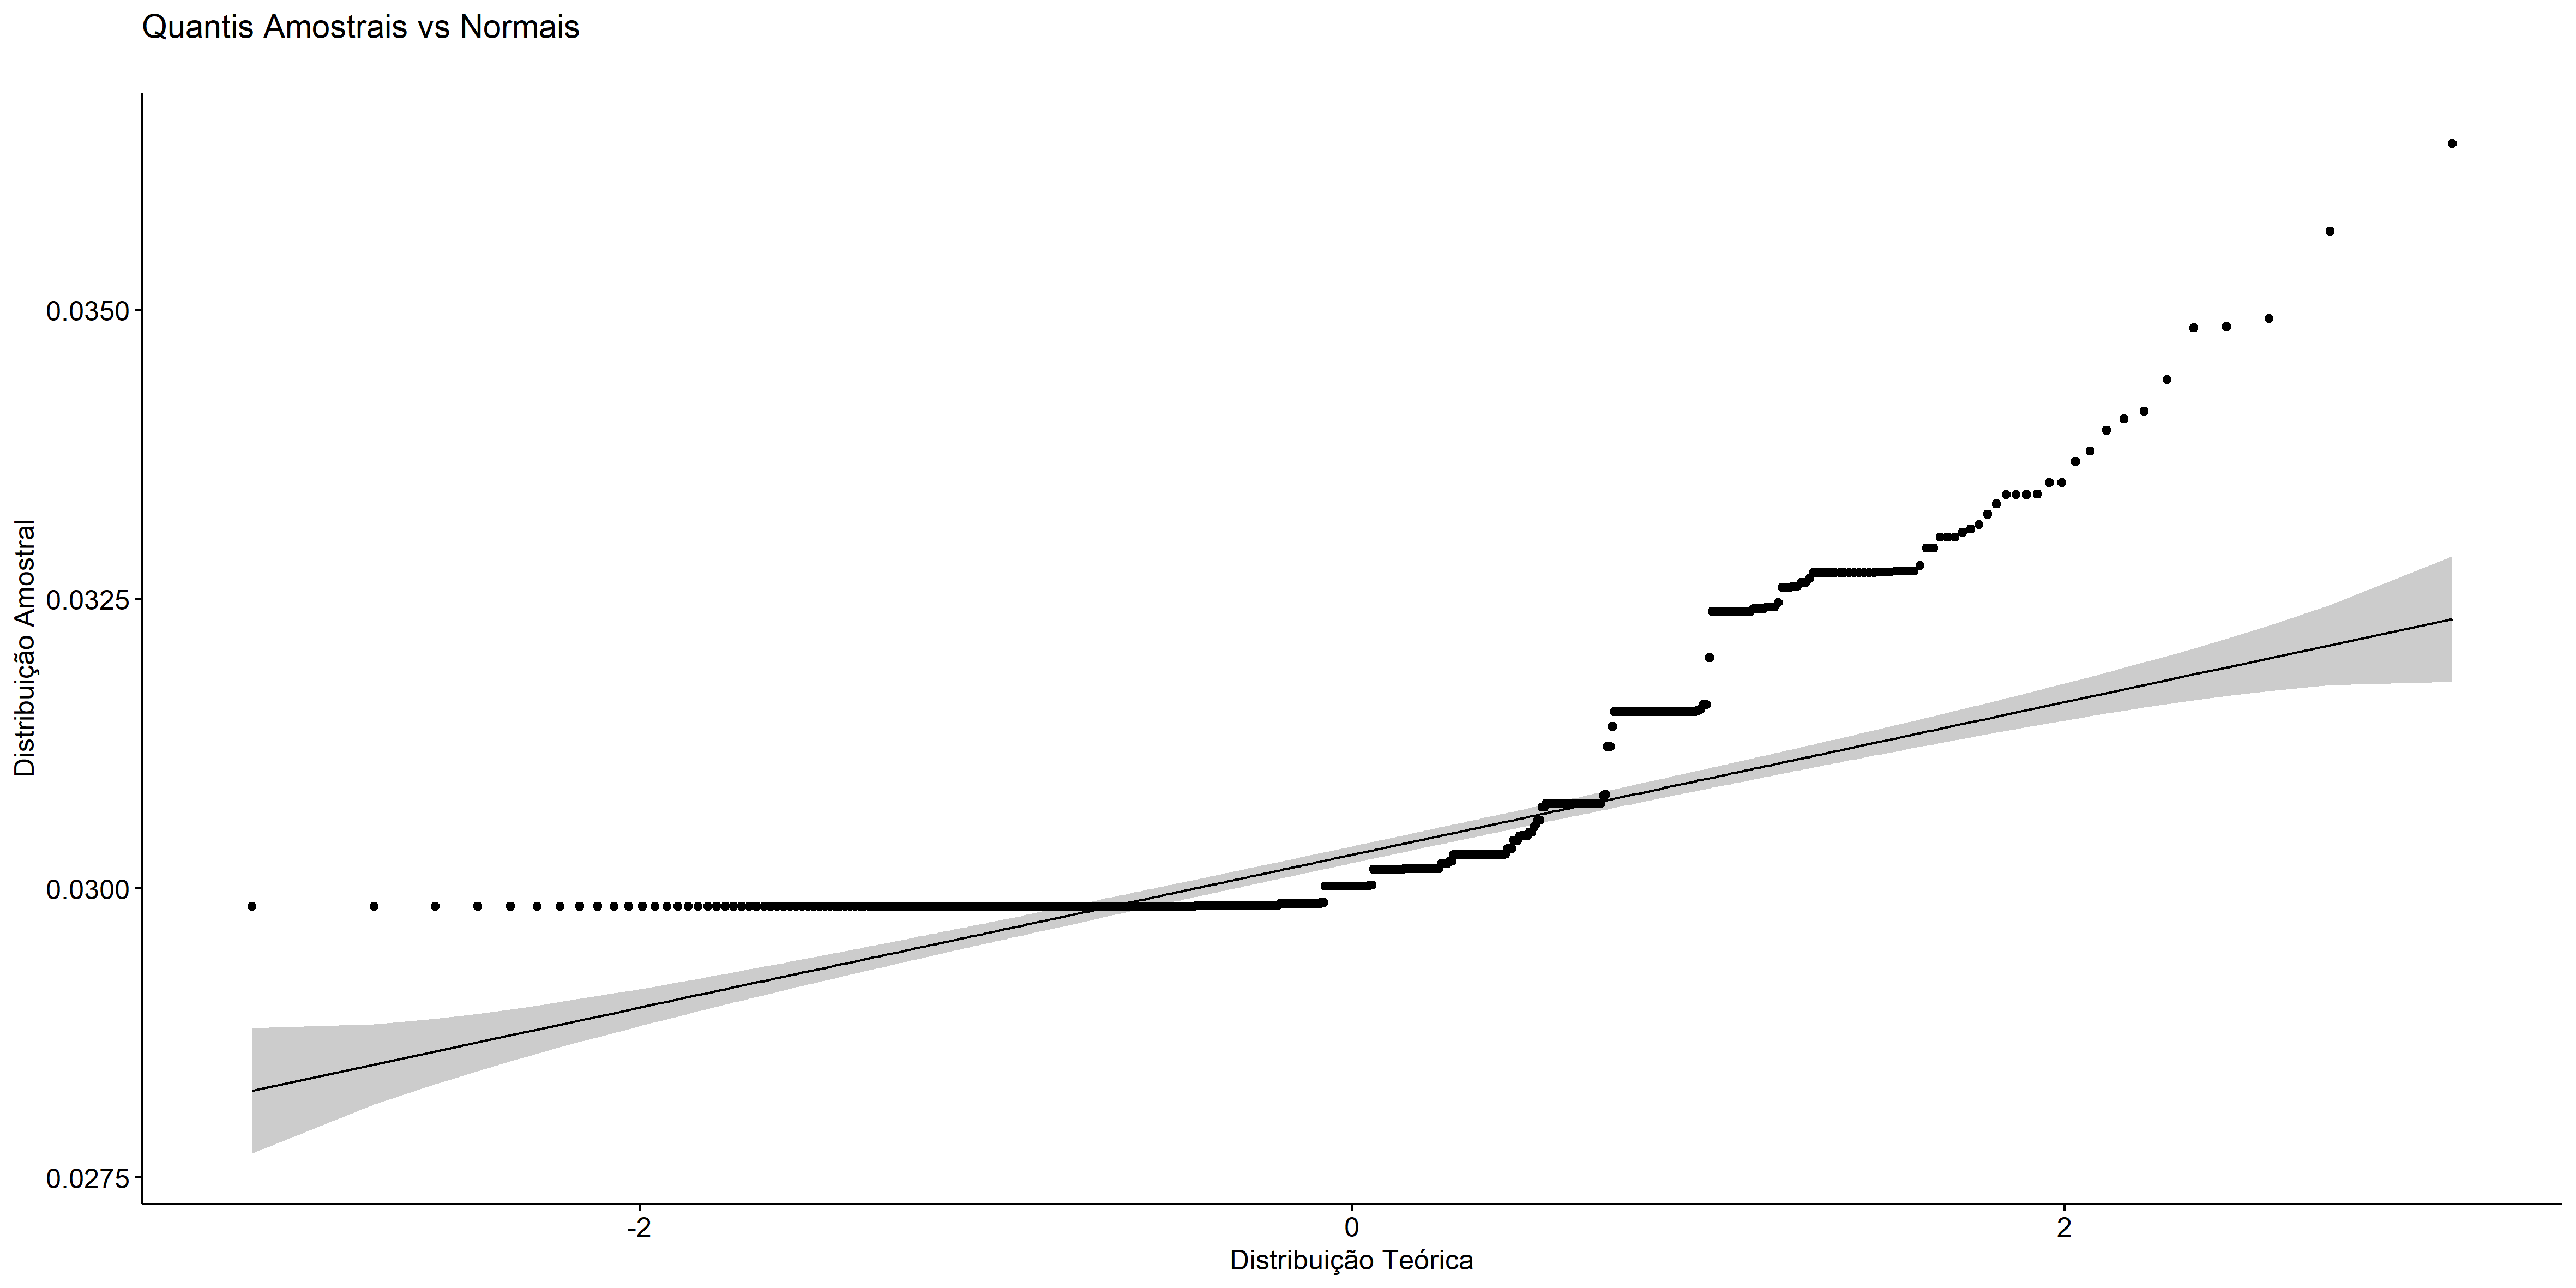 Quantis Amostrais vs Normais
Distribuição Amostral
0.0350
0.0325
0.0300
0.0275
-2
0
2
Distribuição Teórica